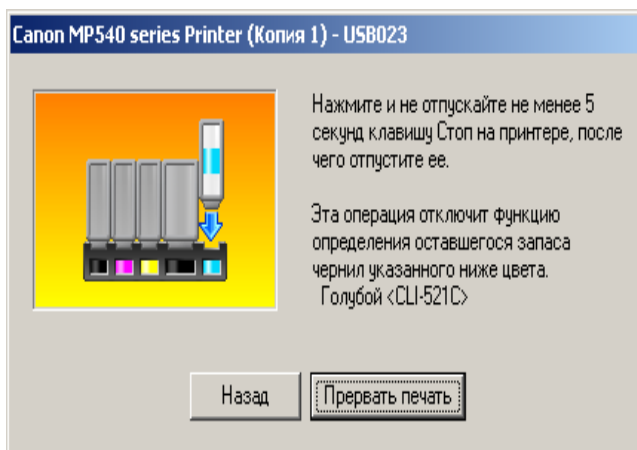 Canon MP540 series Printer (Копия 1) - USB023
Нажмите и не отпускайте не менее 5
секунд клавишу Стоп на принтере, после
чего отпустите ее.
Эта операция отключит функцию
определения оставшегося запаса
чернил указанного ниже цвета.
Голубой <CLI-521C>
Назад
Прервать печать